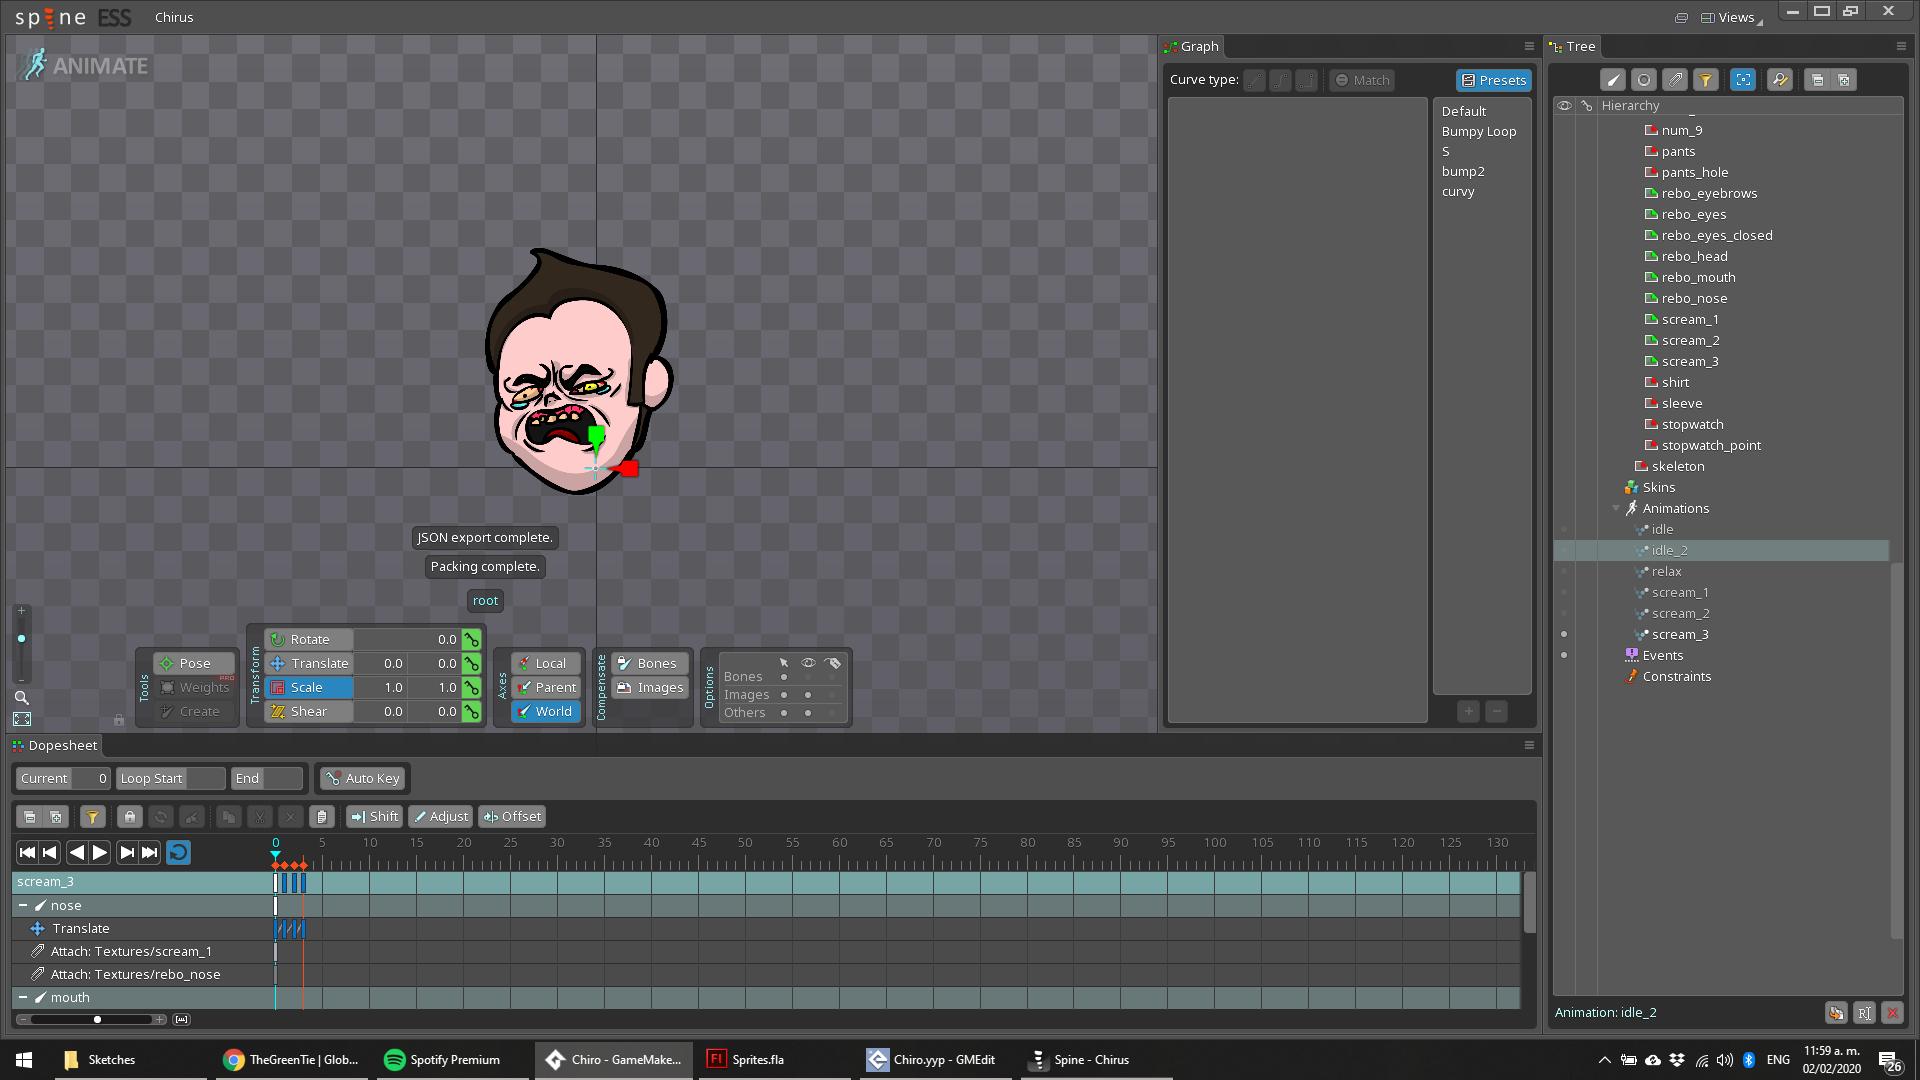 spine ESS Chirus
Views
ANIMATE
Graph
Curve type: Match Presets
Default
Bumpy Loop
S
bump2
curvy
Tree
Hierarchy
num_9
pants
pants_hole
rebo_eyebrows
rebo_eyes
rebo_eyes_closed
rebo_head
rebo_mouth
rebo_nose
scream_1
scream_2
scream_3
shirt
sleeve
stopwatch
stopwatch_point
skeleton
Skins
Animations
idle
idle_2
relax
scream_1
scream_2
scream_3
Events
Constraints
Animation: idle_2
JSON export complete.
Packing complete.
root
Tools
Pose
Weights PRO
Create
Transform
Rotate 0.0
Translate 0.0 0.0
Scale 1.0 1.0
Shear 0.0 0.0
Axes
Local
Parent
World
Compensate
Bones
Images
Options
Bones
Images
Others
Dopesheet
Current 0 Loop Start End Auto Key
Shift Adjust Offset
0 5 10 15 20 25 30 35 40 45 50 55 60 65 70 75 80 85 90 95 100 105 110 115 120 125 130
scream_3
nose
Translate
Attach: Textures/scream_1
Attach: Textures/rebo_nose
mouth
Sketches
TheGreenTie | Glob...
Spotify Premium
Chiro - GameMake...
Fl Sprites.fla
Chiro.yyp - GMEdit
Spine - Chirus
ENG
11:59 a. m.
02/02/2020
26